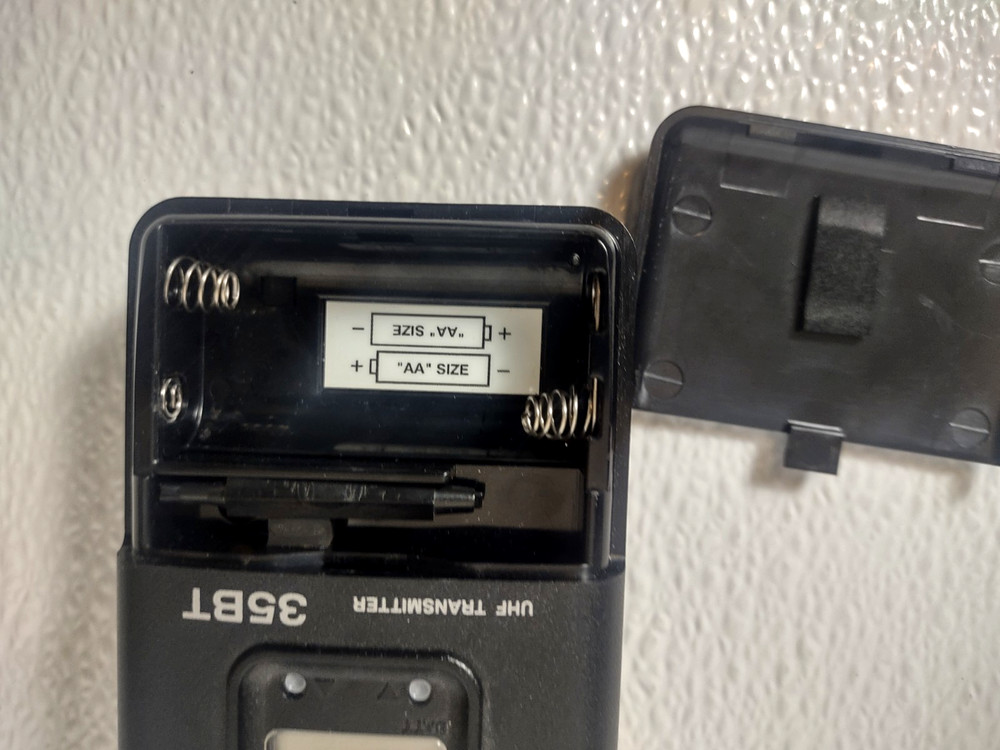 + "AA" SIZE −
+ "AA" SIZE −
UHF TRANSMITTER 35BT